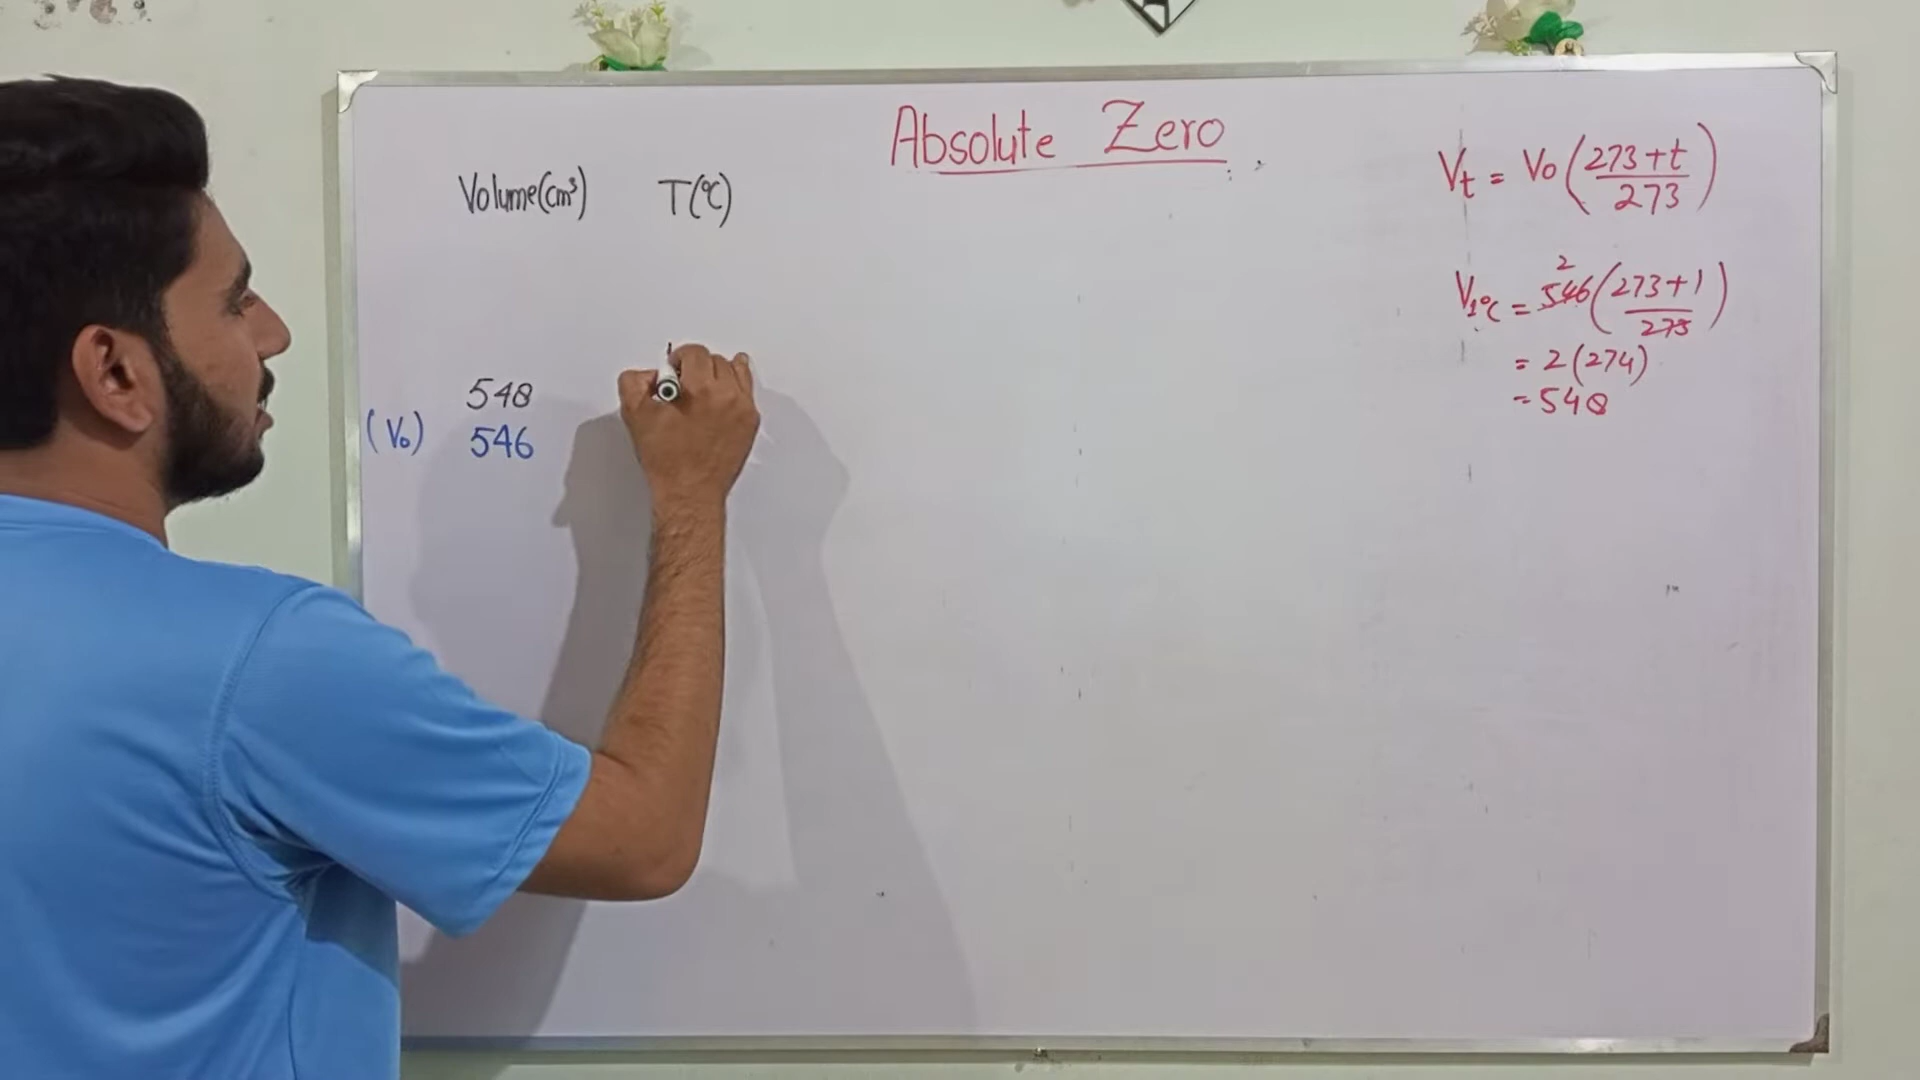 Absolute Zero
Volume(cm³) T(°C)
548
(V₀) 546
Vt = V₀(273+t/273)
2
V1°C = 546(273+1/273)
= 2(274)
= 548